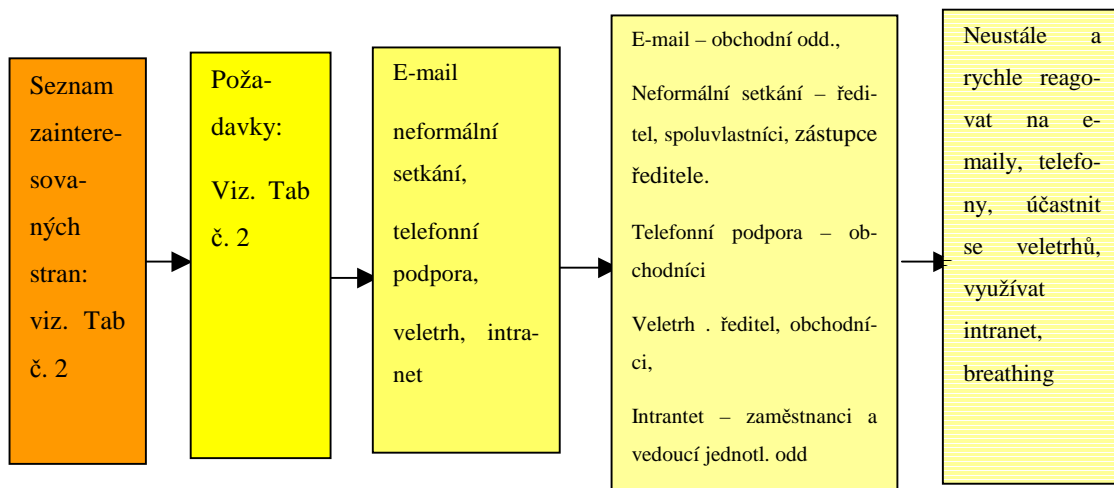 Seznam
zaintere-
sova-
ných
stran:
viz. Tab
č. 2
Poža-
davky:
Viz. Tab
č. 2
E-mail
neformální
setkání,
telefonní
podpora,
veletrh, intra-
net
E-mail – obchodní odd.,
Neformální setkání – ředi-
tel, spoluvlastníci, zástupce
ředitele.
Telefonní podpora – ob-
chodníci
Veletrh . ředitel, obchodní-
ci,
Intrantet – zaměstnanci a
vedoucí jednotl. odd
Neustále a
rychle reago-
vat na e-
maily, telefo-
ny, účastnit
se veletrhů,
využívat
intranet,
breathing